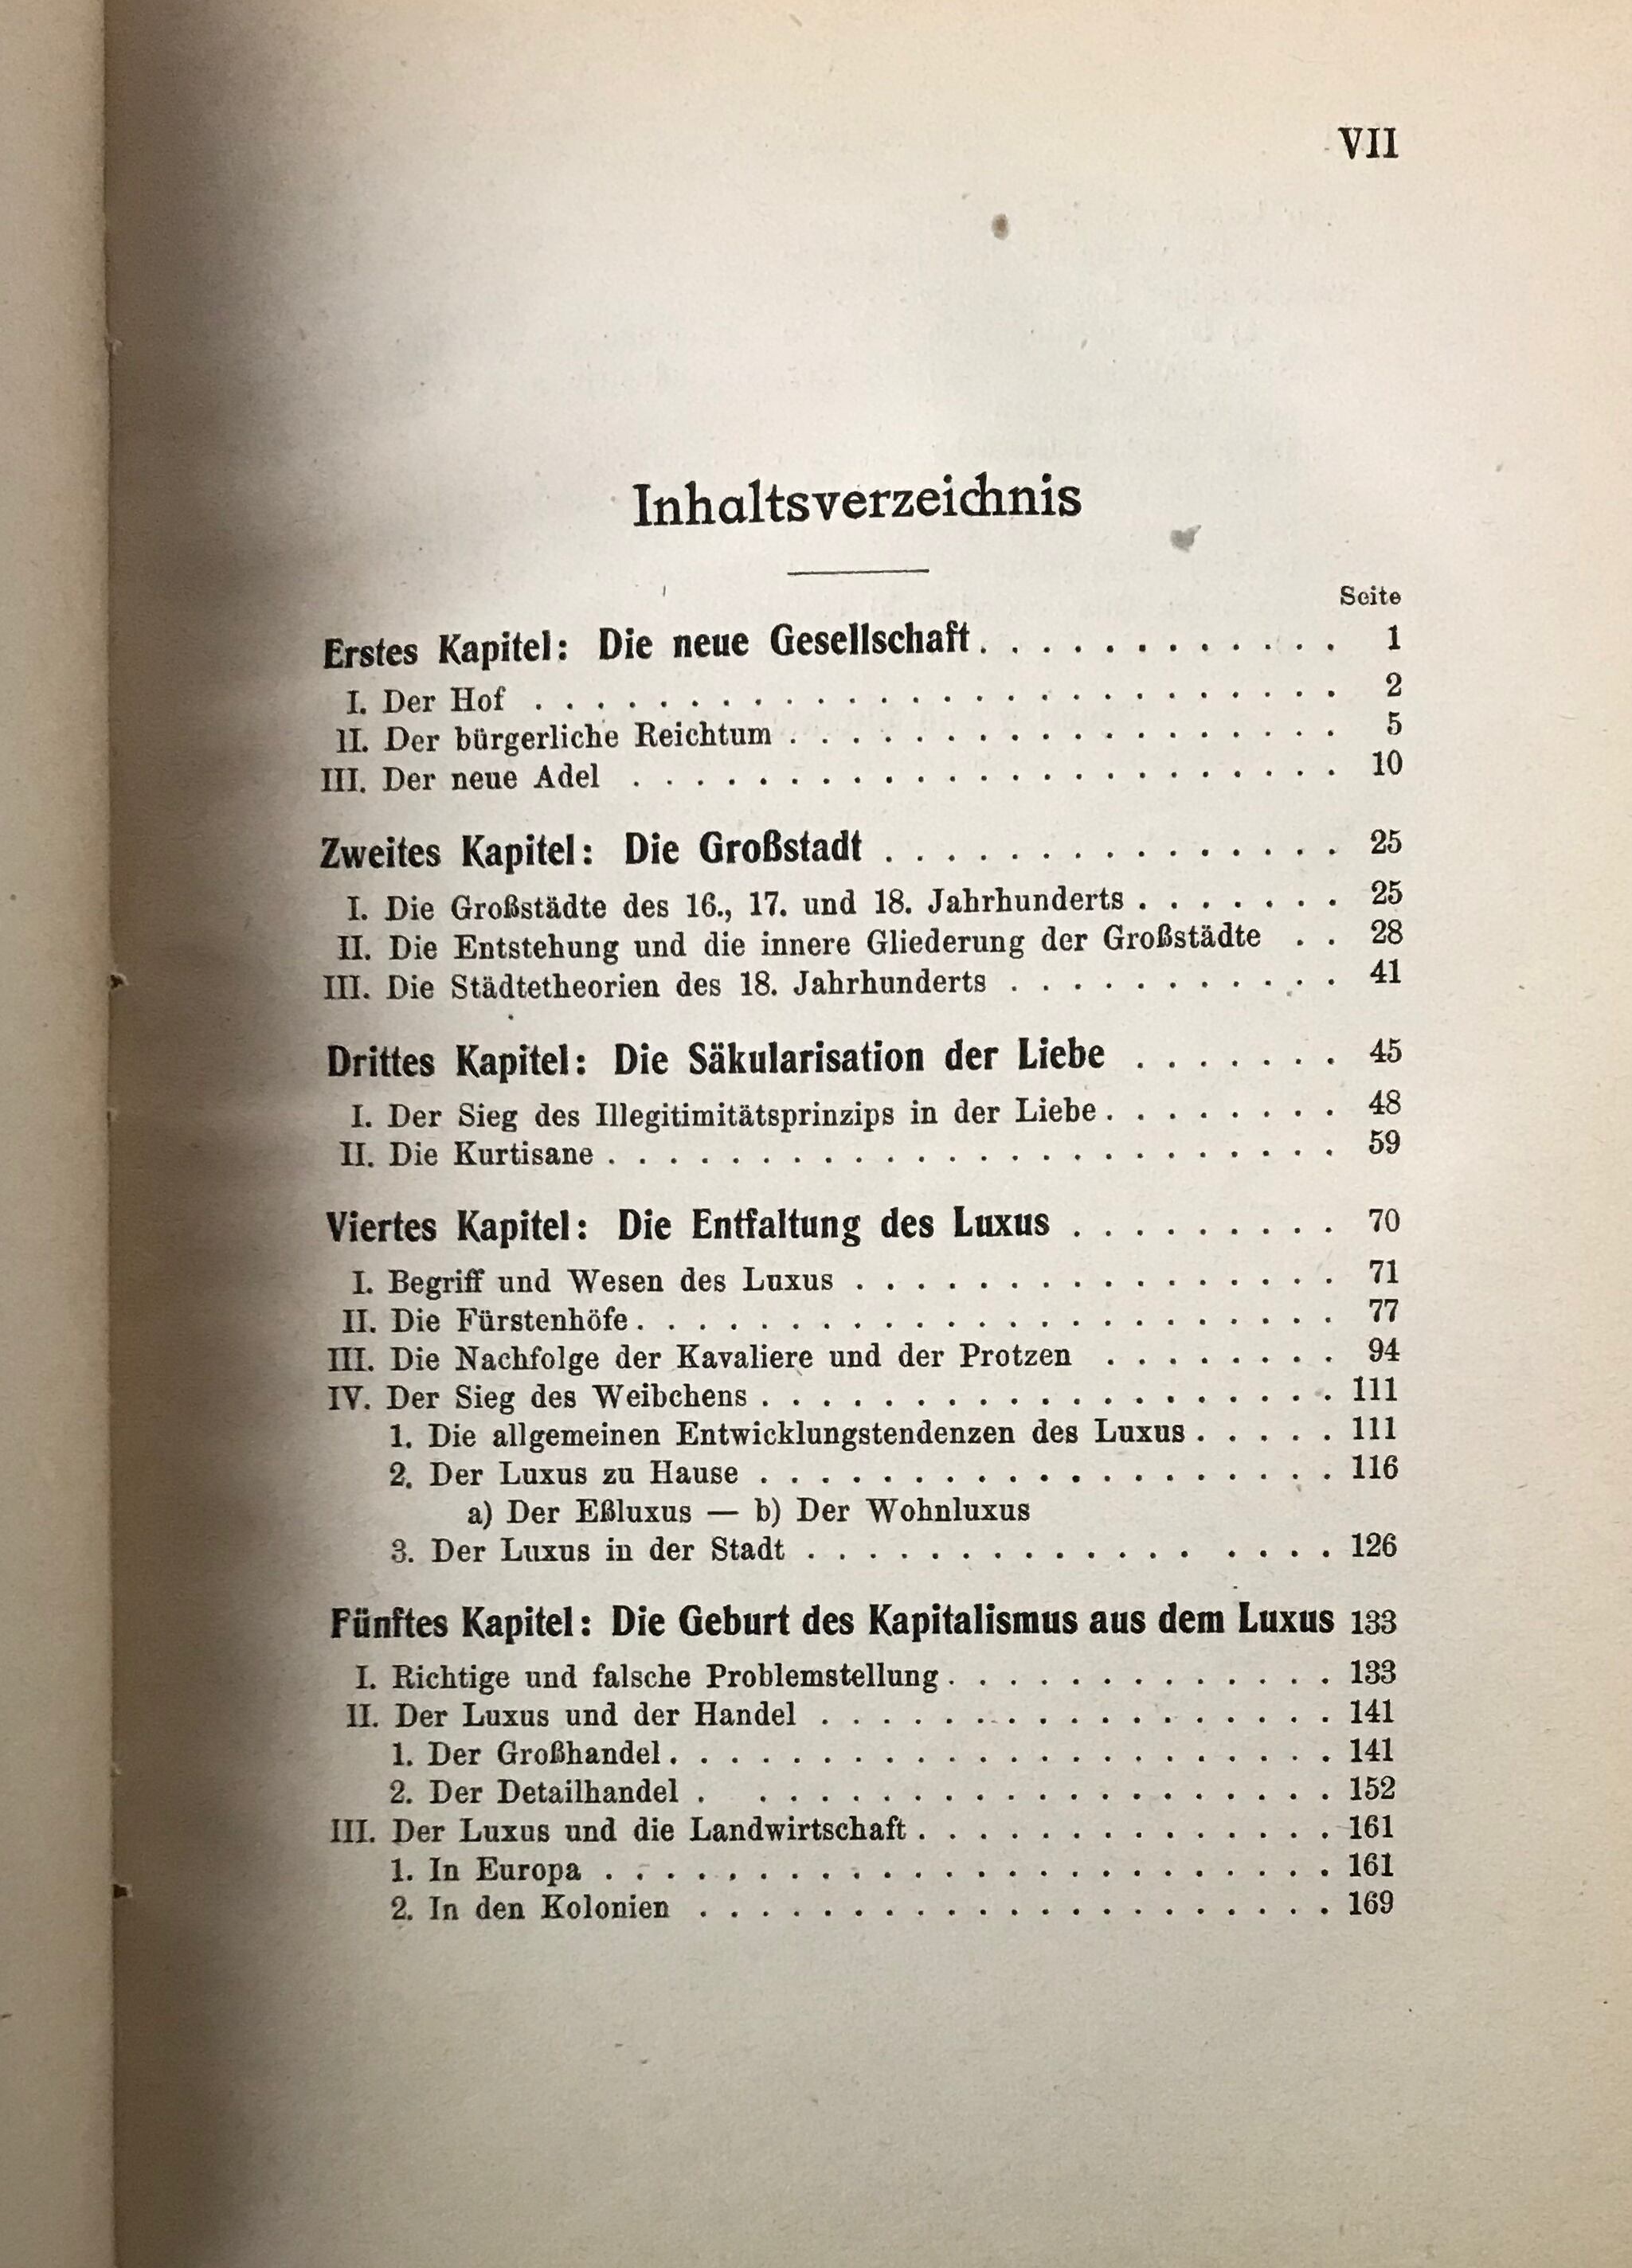 VII
Inhaltsverzeichnis
Seite
Erstes Kapitel: Die neue Gesellschaft . . . . . . . . . . . . 1
I. Der Hof . . . . . . . . . . . . . . . . . . . . . . . . . . 2
II. Der bürgerliche Reichtum . . . . . . . . . . . . . . . . . . 5
III. Der neue Adel . . . . . . . . . . . . . . . . . . . . . . . 10
Zweites Kapitel: Die Großstadt . . . . . . . . . . . . . . . 25
I. Die Großstädte des 16., 17. und 18. Jahrhunderts . . . . . . . 25
II. Die Entstehung und die innere Gliederung der Großstädte . . 28
III. Die Städtetheorien des 18. Jahrhunderts . . . . . . . . . . . 41
Drittes Kapitel: Die Säkularisation der Liebe . . . . . . . 45
I. Der Sieg des Illegitimitätsprinzips in der Liebe . . . . . . . . 48
II. Die Kurtisane . . . . . . . . . . . . . . . . . . . . . . . . 59
Viertes Kapitel: Die Entfaltung des Luxus . . . . . . . . . 70
I. Begriff und Wesen des Luxus . . . . . . . . . . . . . . . . 71
II. Die Fürstenhöfe . . . . . . . . . . . . . . . . . . . . . . . 77
III. Die Nachfolge der Kavaliere und der Protzen . . . . . . . . 94
IV. Der Sieg des Weibchens . . . . . . . . . . . . . . . . . . . 111
1. Die allgemeinen Entwicklungstendenzen des Luxus . . . . . 111
2. Der Luxus zu Hause . . . . . . . . . . . . . . . . . . . 116
a) Der Eßluxus — b) Der Wohnluxus
3. Der Luxus in der Stadt . . . . . . . . . . . . . . . . . 126
Fünftes Kapitel: Die Geburt des Kapitalismus aus dem Luxus 133
I. Richtige und falsche Problemstellung . . . . . . . . . . . . . 133
II. Der Luxus und der Handel . . . . . . . . . . . . . . . . . 141
1. Der Großhandel . . . . . . . . . . . . . . . . . . . . . . 141
2. Der Detailhandel . . . . . . . . . . . . . . . . . . . . 152
III. Der Luxus und die Landwirtschaft . . . . . . . . . . . . . . 161
1. In Europa . . . . . . . . . . . . . . . . . . . . . . . . 161
2. In den Kolonien . . . . . . . . . . . . . . . . . . . . . 169